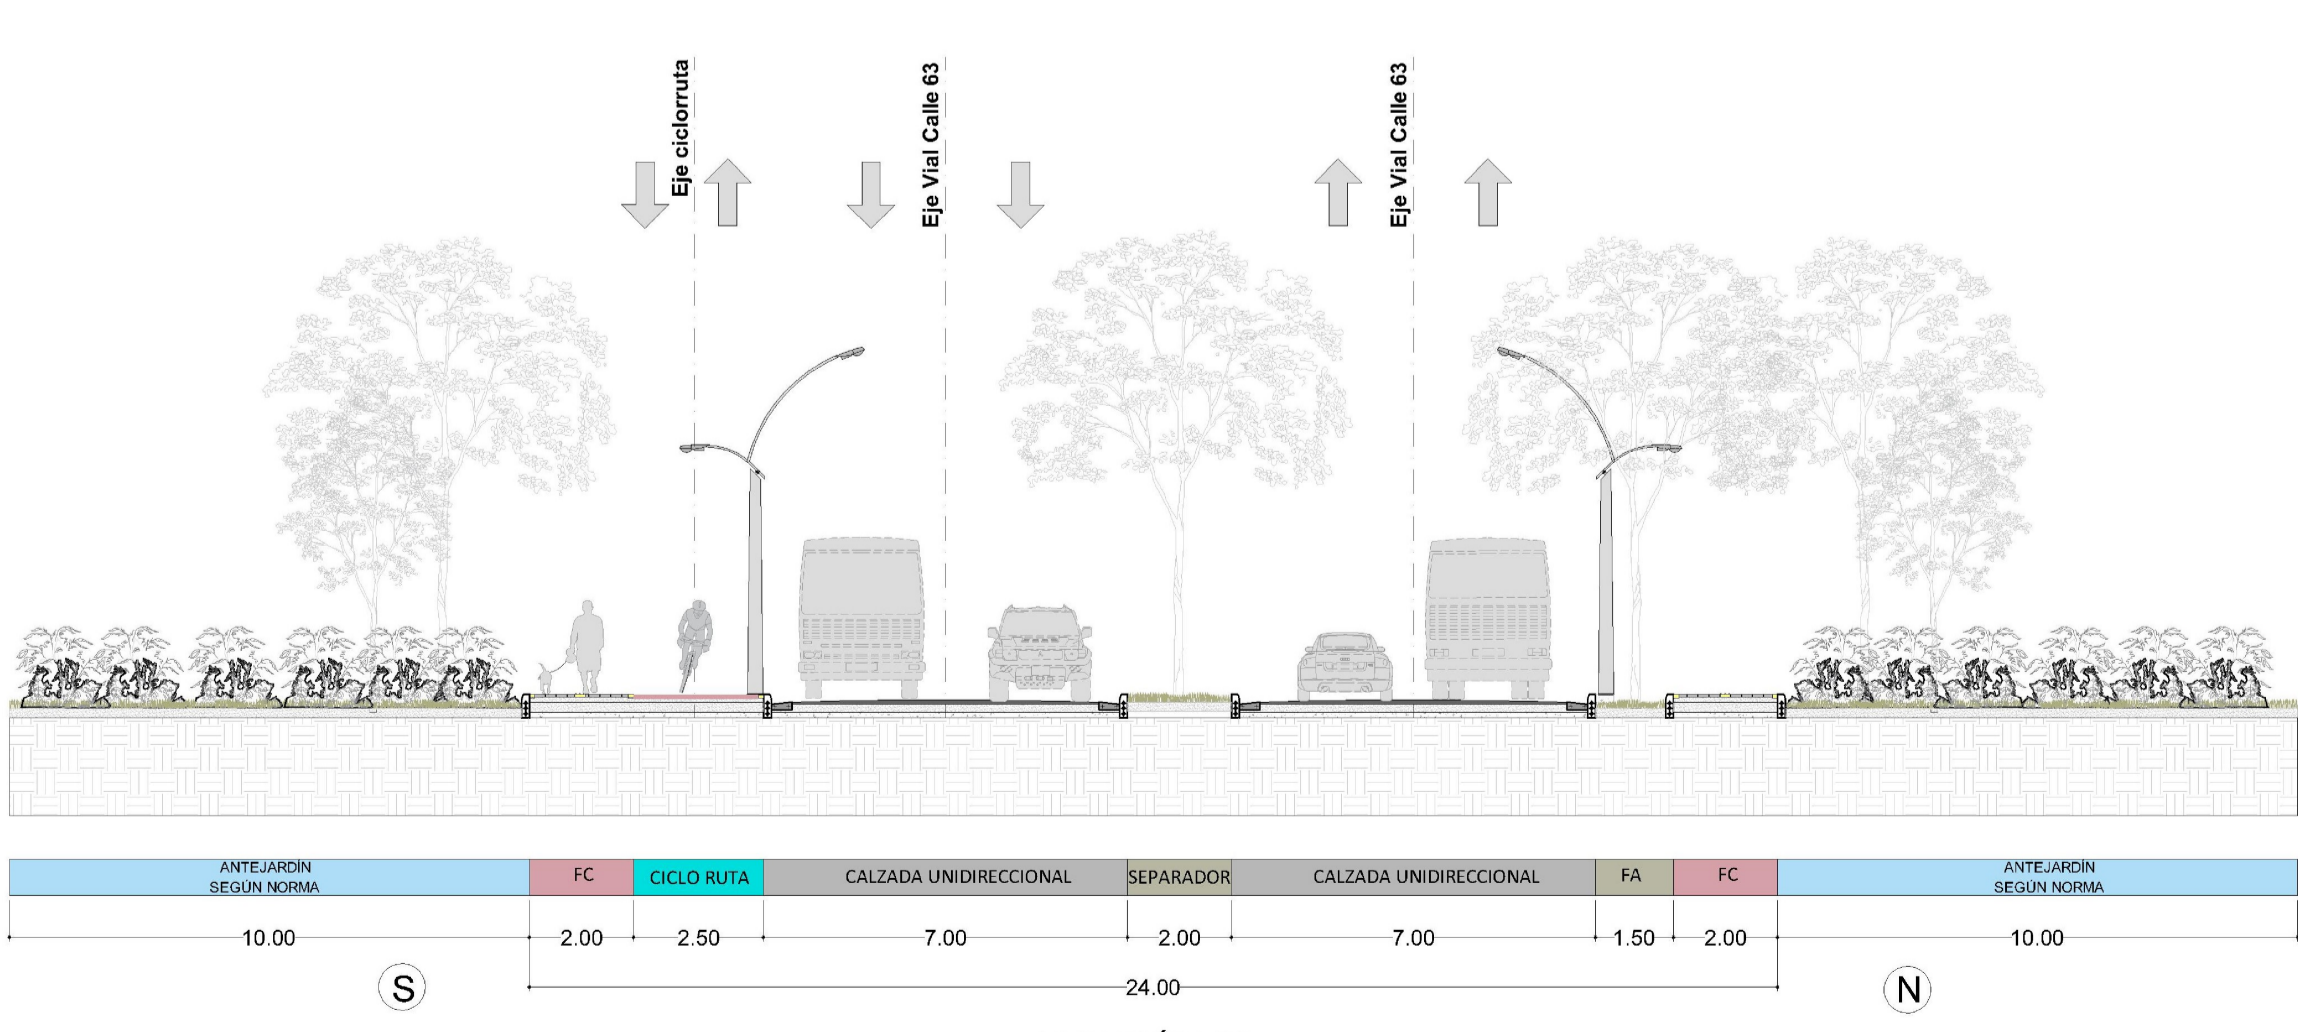 Eje ciclorruta
Eje Vial Calle 63
Eje Vial Calle 63
ANTEJARDÍN
SEGÚN NORMA
FC
CICLO RUTA
CALZADA UNIDIRECCIONAL
SEPARADOR
CALZADA UNIDIRECCIONAL
FA
FC
ANTEJARDÍN
SEGÚN NORMA
10.00
2.00
2.50
7.00
2.00
7.00
1.50
2.00
10.00
S
24.00
N